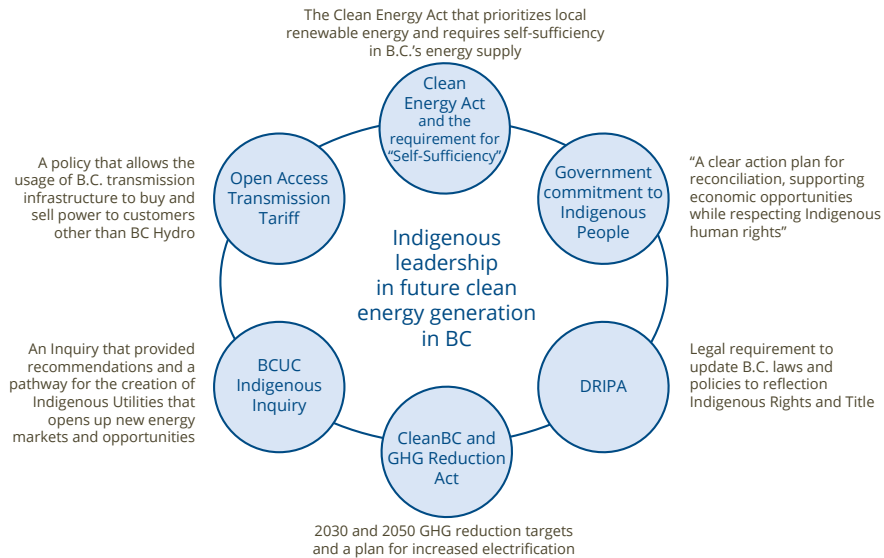 The Clean Energy Act that prioritizes local
renewable energy and requires self-sufficiency
in B.C.'s energy supply
Clean
Energy Act
and the
requirement for
“Self-Sufficiency”
Government
commitment to
Indigenous
People
“A clear action plan for
reconciliation, supporting
economic opportunities
while respecting Indigenous
human rights”
DRIPA
Legal requirement to
update B.C. laws and
policies to reflection
Indigenous Rights and Title
CleanBC and
GHG Reduction
Act
2030 and 2050 GHG reduction targets
and a plan for increased electrification
BCUC
Indigenous
Inquiry
An Inquiry that provided
recommendations and a
pathway for the creation of
Indigenous Utilities that
opens up new energy
markets and opportunities
Open Access
Transmission
Tariff
A policy that allows the
usage of B.C. transmission
infrastructure to buy and
sell power to customers
other than BC Hydro
Indigenous
leadership
in future clean
energy generation
in BC